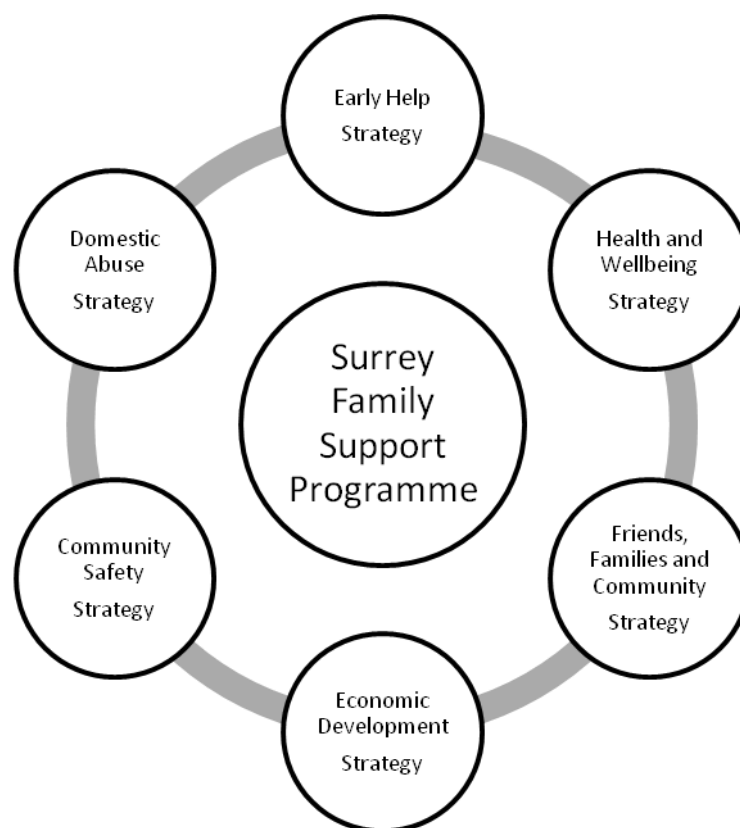 Early Help
Strategy
Health and
Wellbeing
Strategy
Friends,
Families and
Community
Strategy
Economic
Development
Strategy
Community
Safety
Strategy
Domestic
Abuse
Strategy
Surrey
Family
Support
Programme